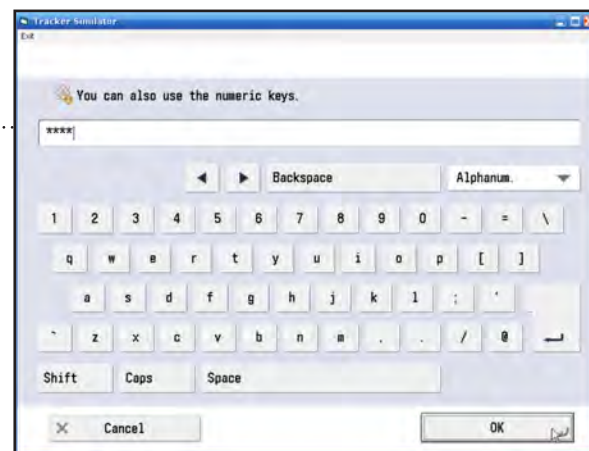 Tracker Simulator
Exit
You can also use the numeric keys.
****
Backspace Alphanum.
1 2 3 4 5 6 7 8 9 0 - = \
q w e r t y u i o p [ ]
a s d f g h j k l ; '
` z x c v b n m , . / @
Shift Caps Space
Cancel OK